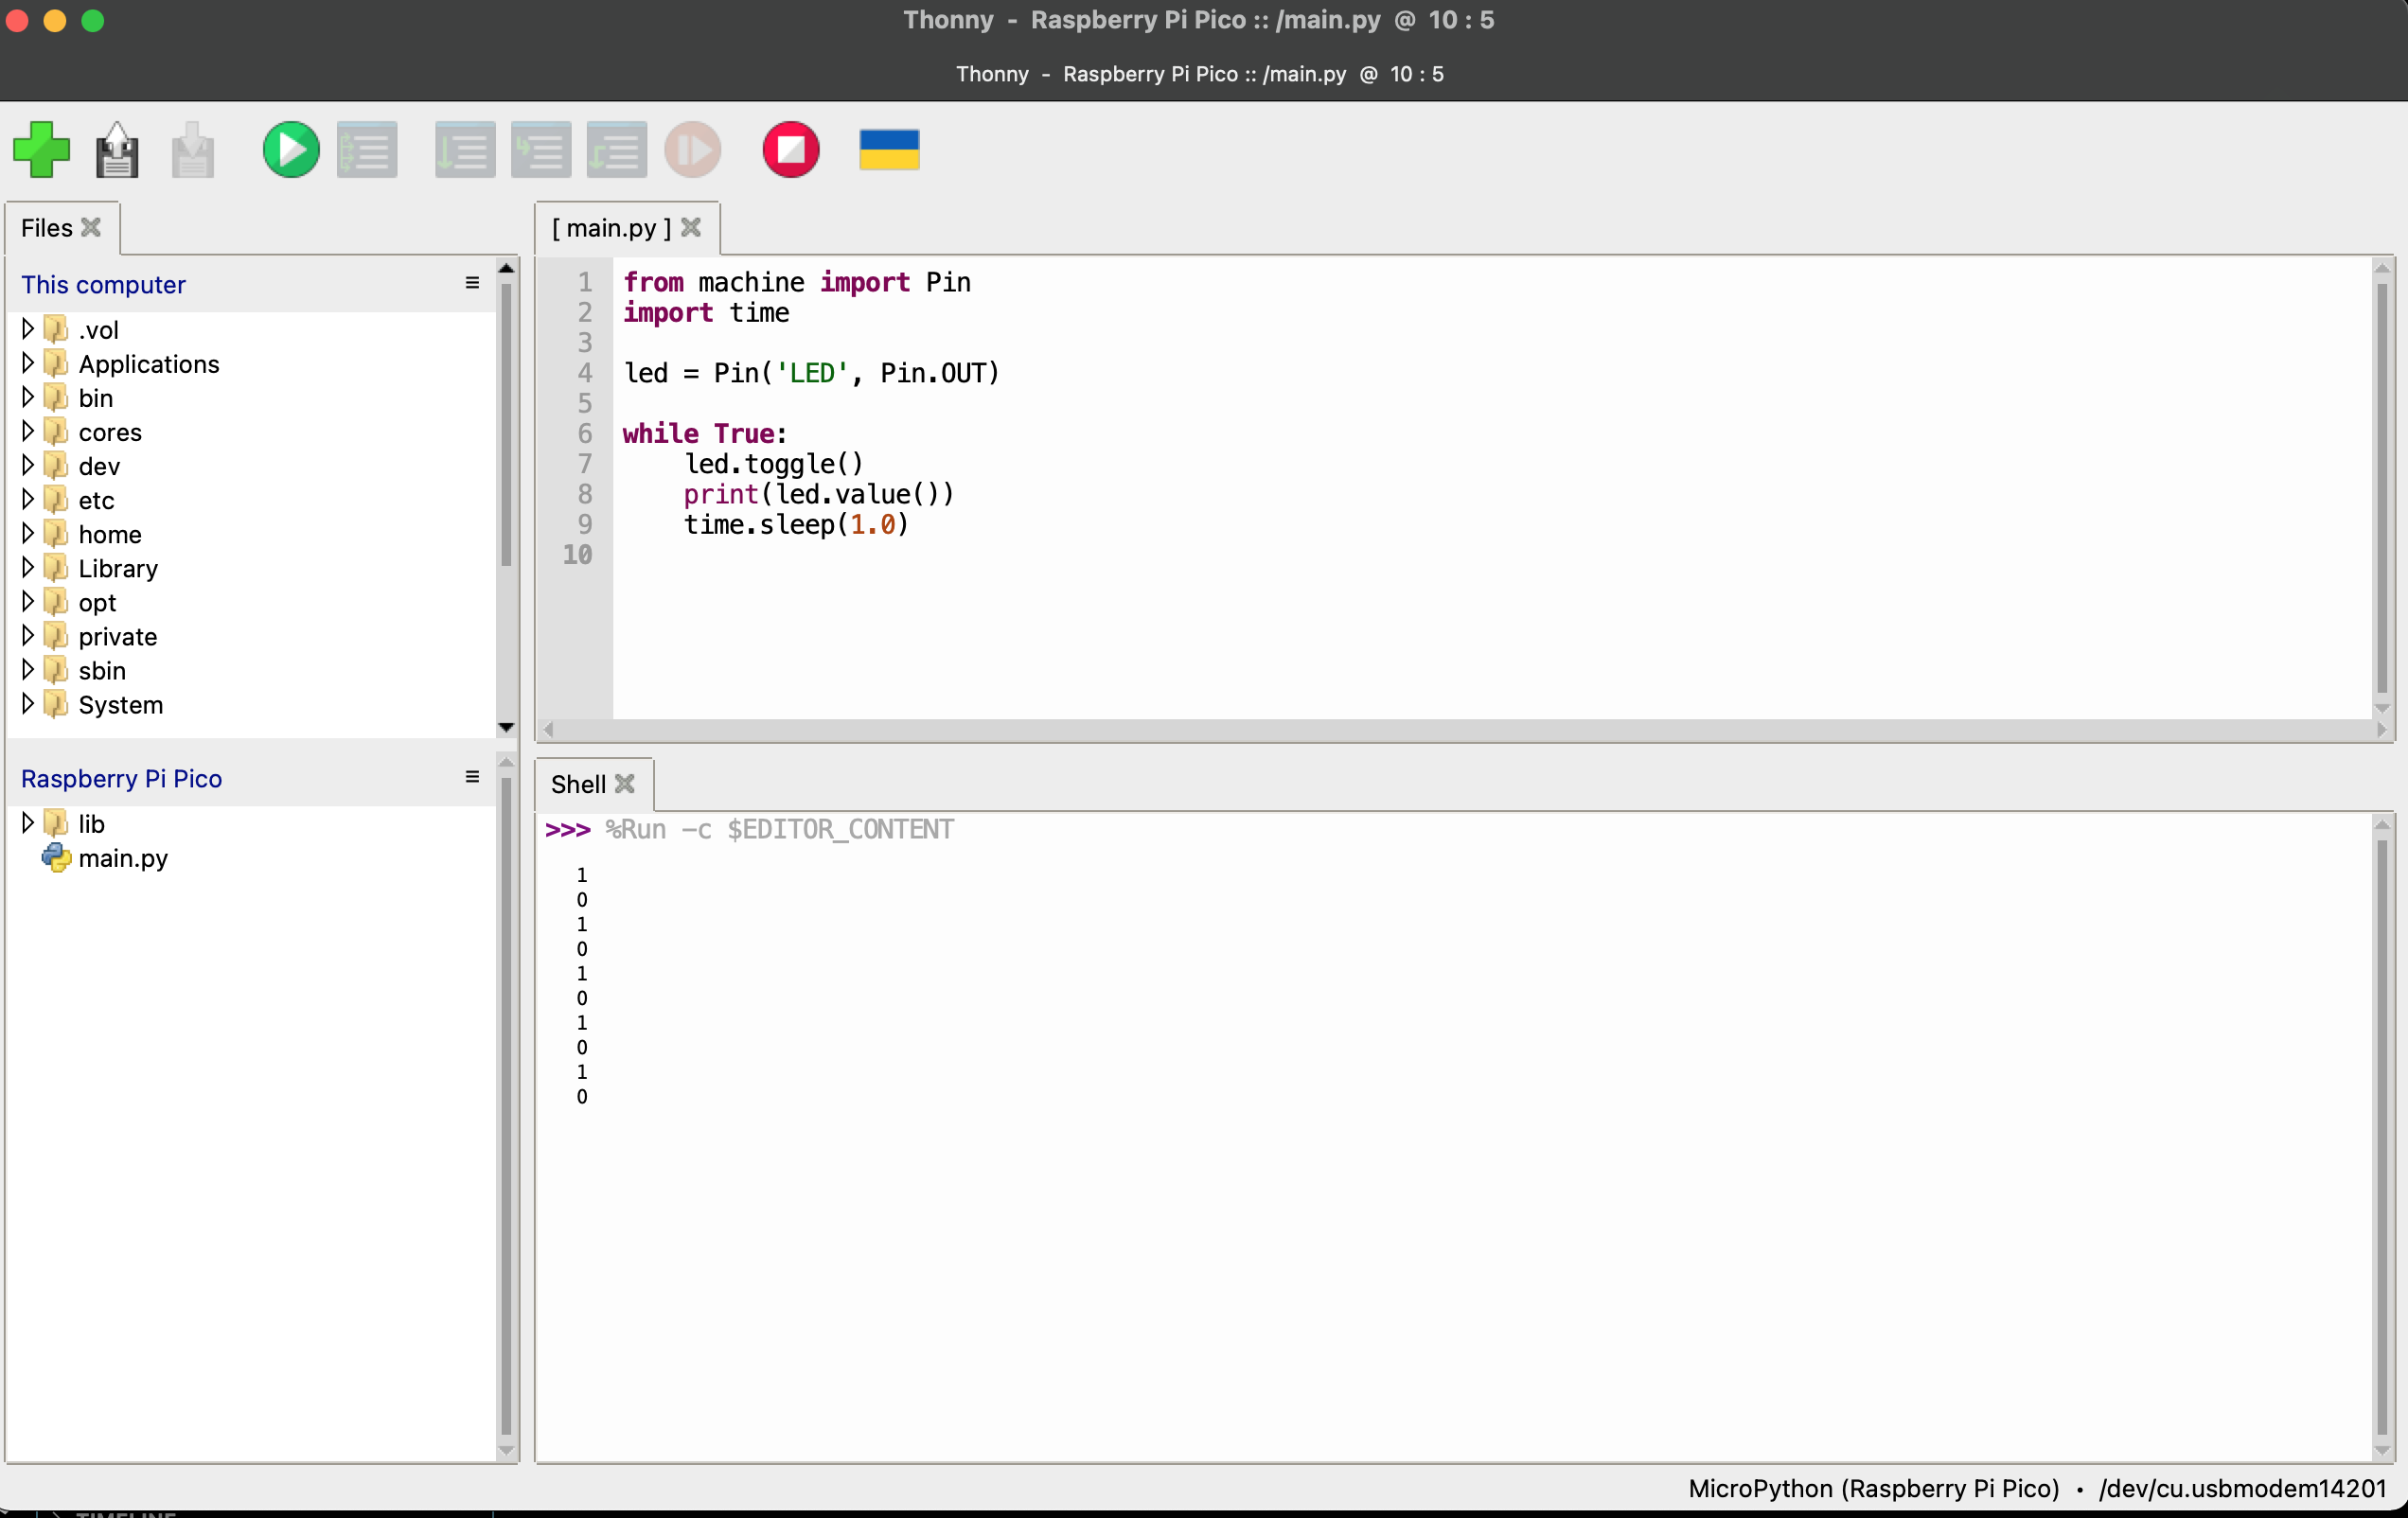 Thonny - Raspberry Pi Pico :: /main.py @ 10 : 5
Thonny - Raspberry Pi Pico :: /main.py @ 10 : 5
Files
This computer
.vol
Applications
bin
cores
dev
etc
home
Library
opt
private
sbin
System
Raspberry Pi Pico
lib
main.py
[ main.py ]
1 from machine import Pin
2 import time
3
4 led = Pin('LED', Pin.OUT)
5
6 while True:
7     led.toggle()
8     print(led.value())
9     time.sleep(1.0)
10
Shell
>>> %Run -c $EDITOR_CONTENT
1
0
1
0
1
0
1
0
1
0
MicroPython (Raspberry Pi Pico) • /dev/cu.usbmodem14201